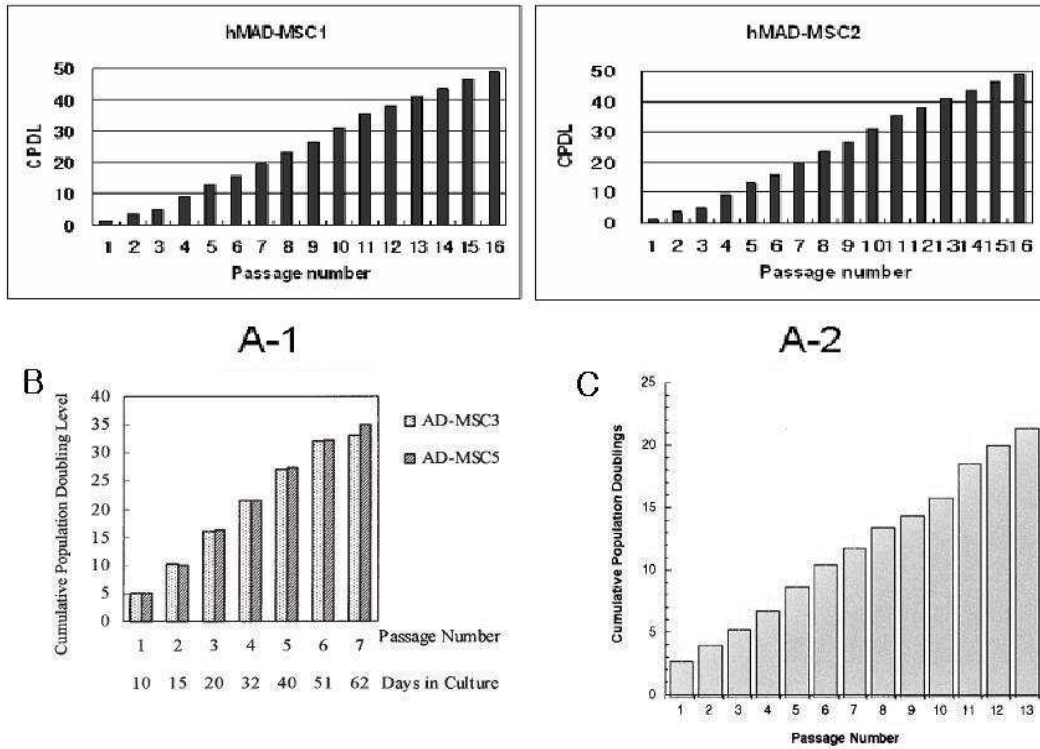 hMAD-MSC1
CPDL
50
40
30
20
10
0
1 2 3 4 5 6 7 8 9 10 11 12 13 14 15 16
Passage number
A-1
hMAD-MSC2
CPDL
50
40
30
20
10
0
1 2 3 4 5 6 7 8 9 10 11 12 13 14 15 16
Passage number
A-2
B
Cumulative Population Doubling Level
40
35
30
25
20
15
10
5
0
AD-MSC3
AD-MSC5
1 2 3 4 5 6 7 Passage Number
10 15 20 32 40 51 62 Days in Culture
C
Cumulative Population Doublings
25
20
15
10
5
0
1 2 3 4 5 6 7 8 9 10 11 12 13
Passage Number